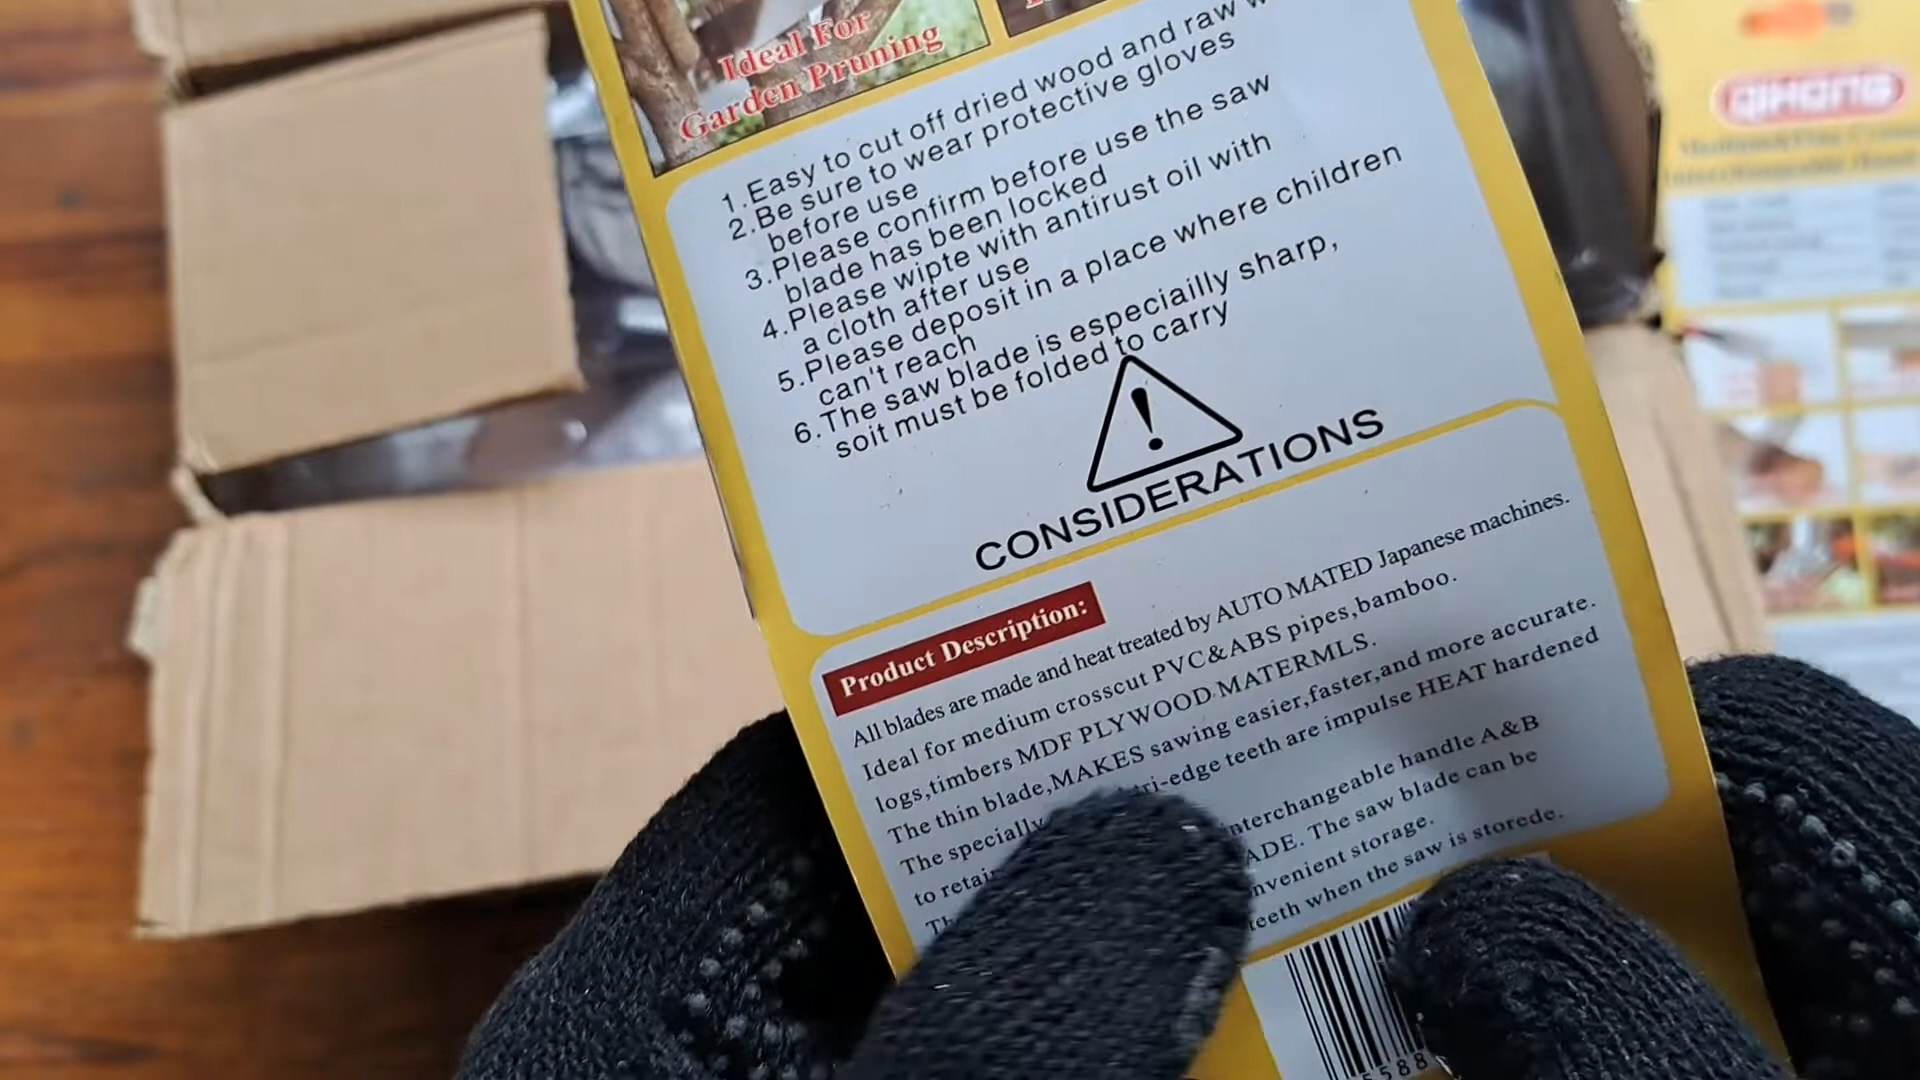 Ideal For
Garden Pruning
1.Easy to cut off dried wood and raw
2.Be sure to wear protective gloves
before use
3.Please confirm before use the saw
blade has been locked
4.Please wipte with antirust oil with
a cloth after use
5.Please deposit in a place where children
can't reach
6.The saw blade is especiailly sharp,
soit must be folded to carry
!
CONSIDERATIONS
Product Description:
All blades are made and heat treated by AUTO MATED Japanese machines.
Ideal for medium crosscut PVC&ABS pipes,bamboo.
logs,timbers MDF PLYWOOD MATERMLS.
The thin blade,MAKES sawing easier,faster,and more accurate.
The specially tri-edge teeth are impulse HEAT hardened
to retain interchangeable handle A&B
ADE. The saw blade can be
convenient storage.
teeth when the saw is storede.
5588
QIHONG